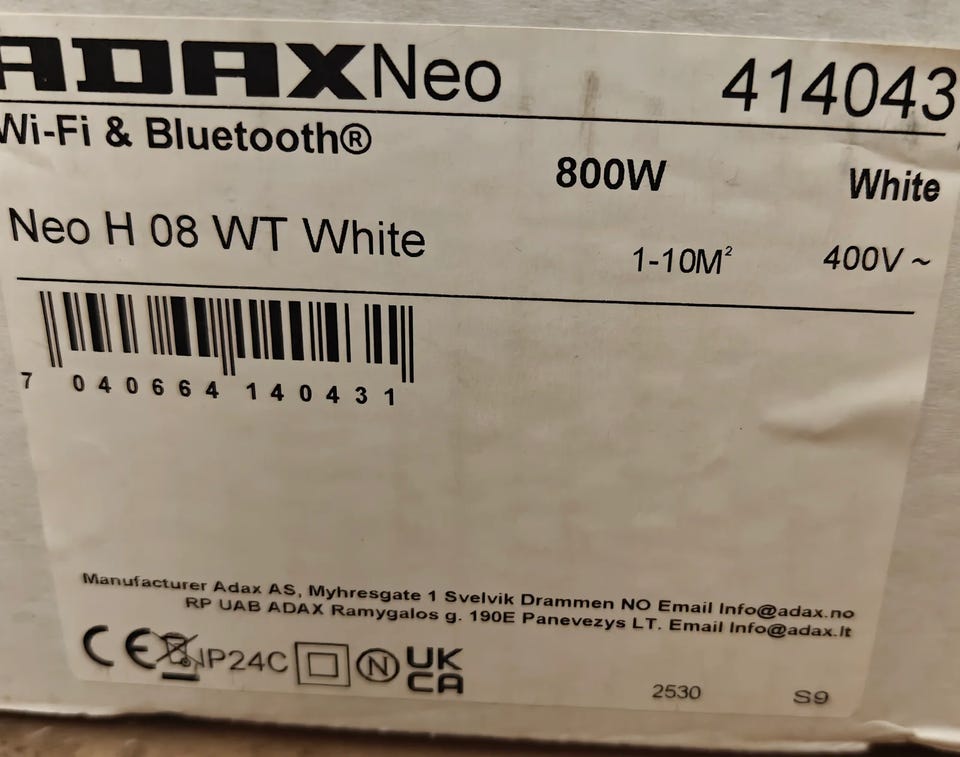 ADAX Neo 414043
Wi-Fi & Bluetooth®
800W White
Neo H 08 WT White
1-10M² 400V ~
7 040664 140431
Manufacturer Adax AS, Myhresgate 1 Svelvik Drammen NO Email Info@adax.no
RP UAB ADAX Ramygalos g. 190E Panevezys LT. Email Info@adax.lt
CE IP24C N UK
CA
2530 S9